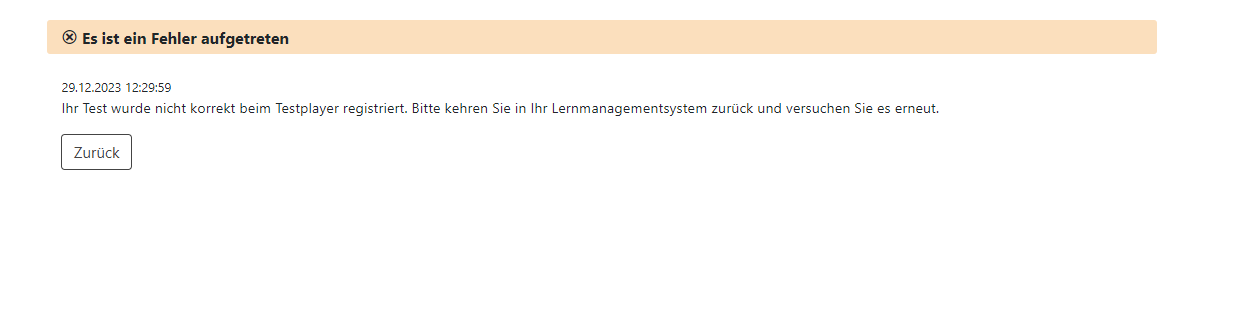 Es ist ein Fehler aufgetreten
29.12.2023 12:29:59
Ihr Test wurde nicht korrekt beim Testplayer registriert. Bitte kehren Sie in Ihr Lernmanagementsystem zurück und versuchen Sie es erneut.
Zurück